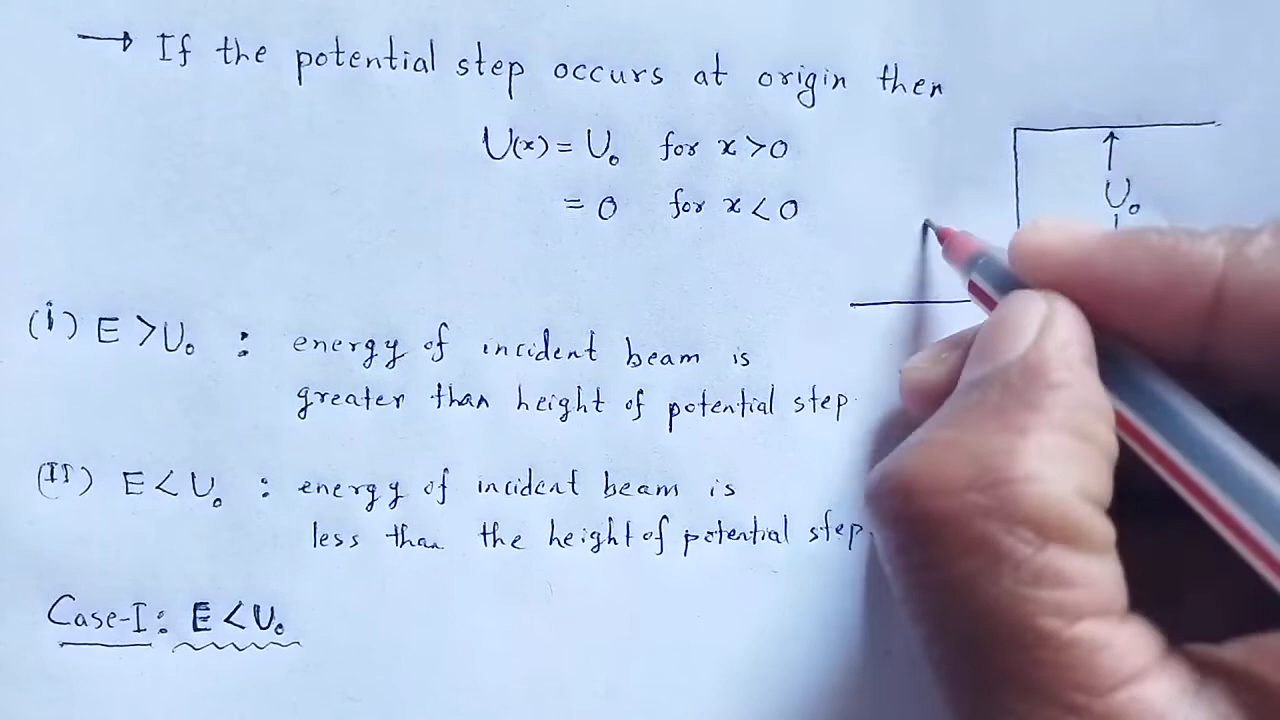 → If the potential step occurs at origin then
U(x) = U₀ for x > 0
= 0 for x < 0
U₀
(i) E > U₀ : energy of incident beam is
greater than height of potential step.
(II) E < U₀ : energy of incident beam is
less than the height of potential step.
Case-I: E < U₀